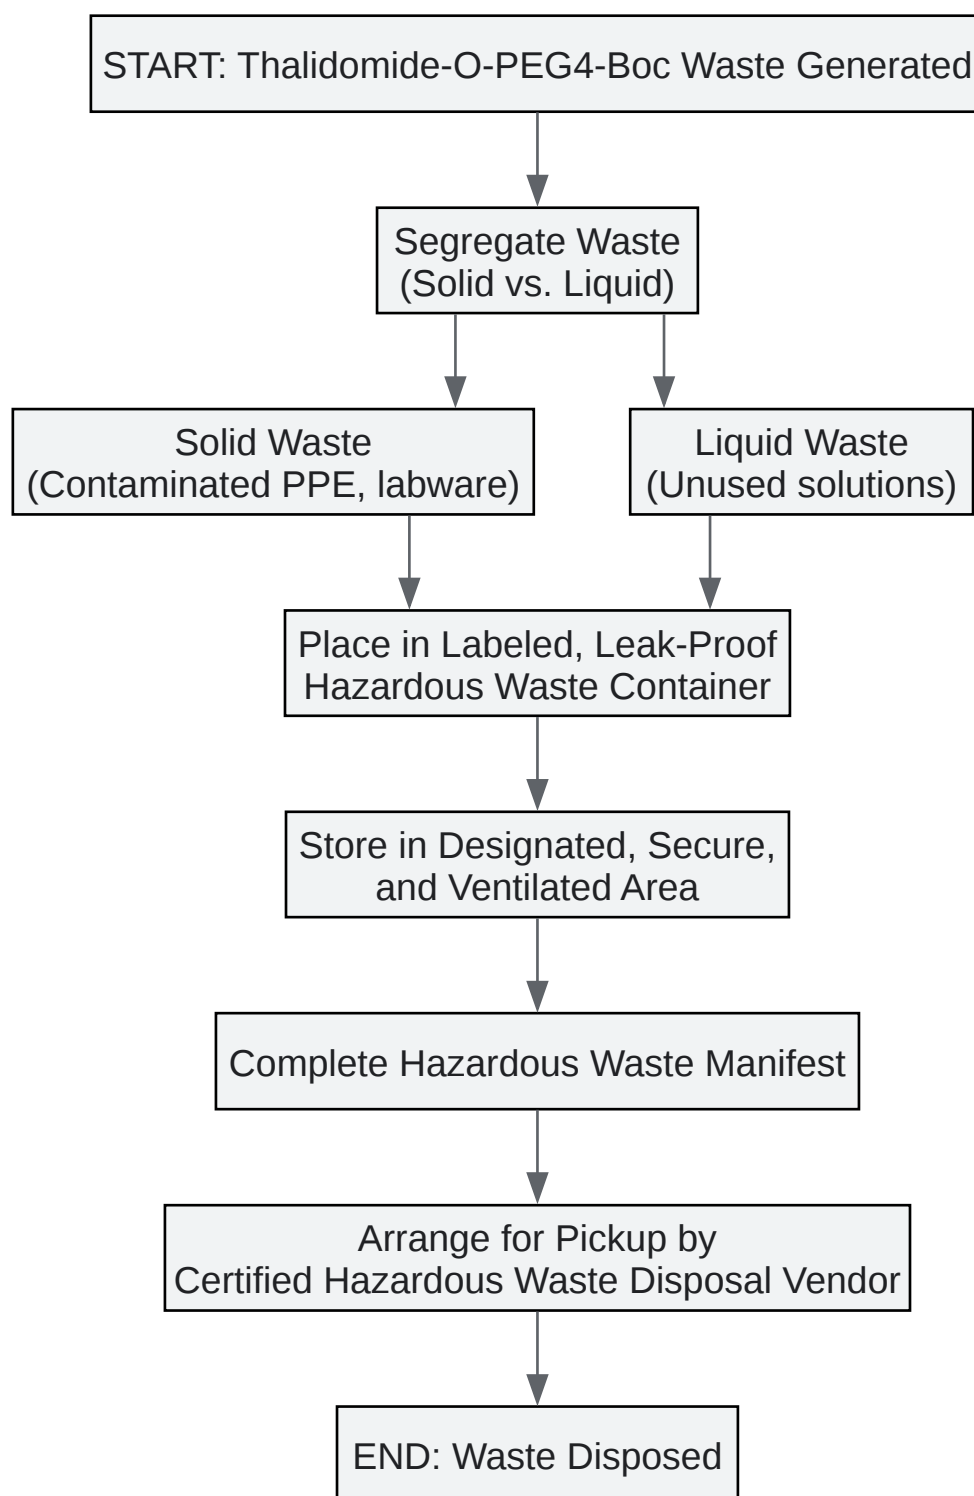 START: Thalidomide-O-PEG4-Boc Waste Generated
Segregate Waste
(Solid vs. Liquid)
Solid Waste
(Contaminated PPE, labware)
Liquid Waste
(Unused solutions)
Place in Labeled, Leak-Proof
Hazardous Waste Container
Store in Designated, Secure,
and Ventilated Area
Complete Hazardous Waste Manifest
Arrange for Pickup by
Certified Hazardous Waste Disposal Vendor
END: Waste Disposed